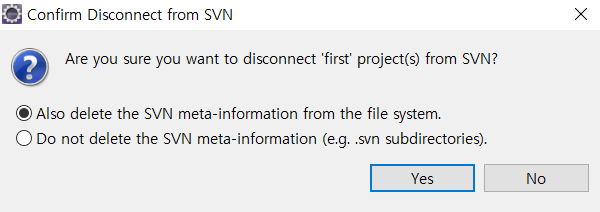 Confirm Disconnect from SVN
Are you sure you want to disconnect 'first' project(s) from SVN?
Also delete the SVN meta-information from the file system.
Do not delete the SVN meta-information (e.g. .svn subdirectories).
Yes No